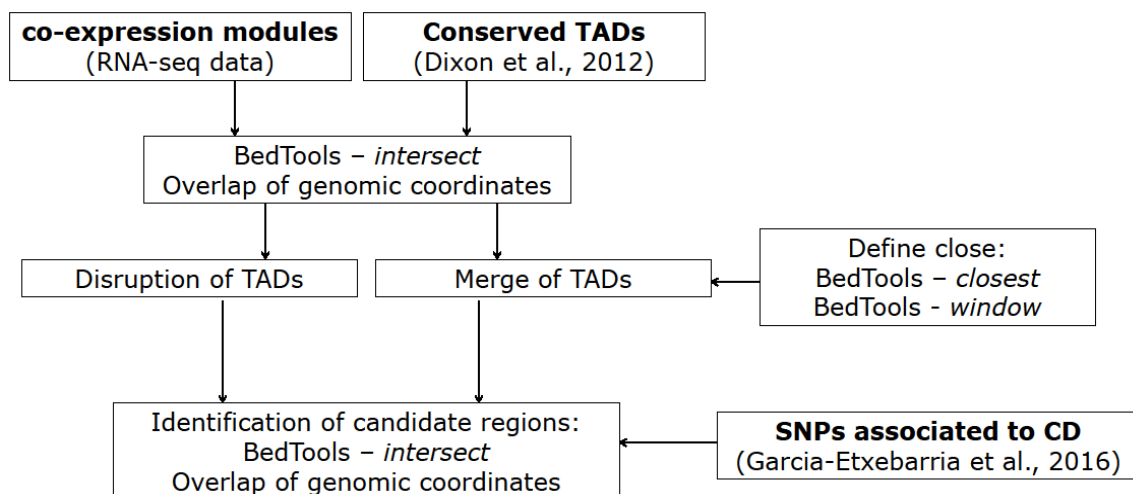 co-expression modules
(RNA-seq data)
Conserved TADs
(Dixon et al., 2012)
BedTools – intersect
Overlap of genomic coordinates
Disruption of TADs
Merge of TADs
Define close:
BedTools – closest
BedTools - window
Identification of candidate regions:
BedTools – intersect
Overlap of genomic coordinates
SNPs associated to CD
(Garcia-Etxebarria et al., 2016)